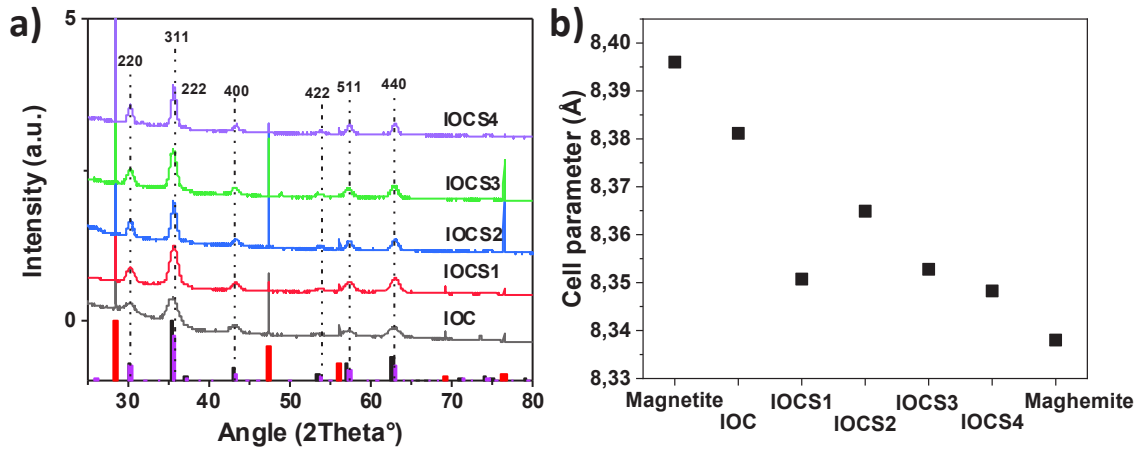 a)
5
0
Intensity (a.u.)
220
311
222
400
422
511
440
IOCS4
IOCS3
IOCS2
IOCS1
IOC
30 40 50 60 70 80
Angle (2Theta°)
b)
8,40
8,39
8,38
8,37
8,36
8,35
8,34
8,33
Cell parameter (Å)
Magnetite IOC IOCS1 IOCS2 IOCS3 IOCS4 Maghemite